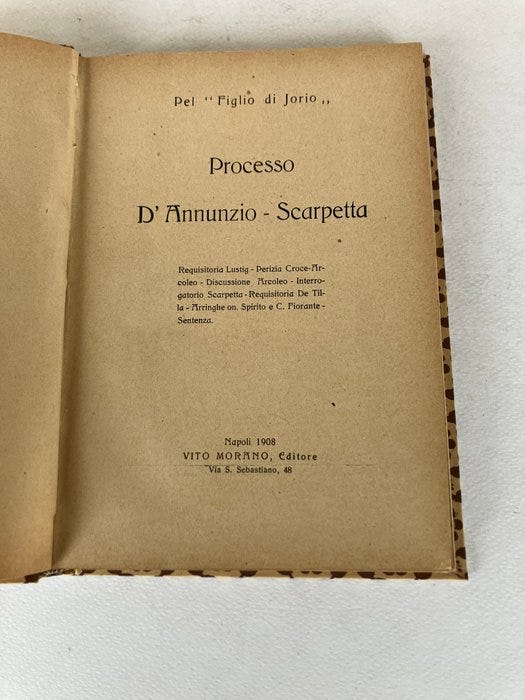 Pel " Figlio di Jorio „
Processo
D' Annunzio - Scarpetta
Requisitoria Lustig - Perizia Croce-Ar-
coleo - Discussione Arcoleo - Interro-
gatorio Scarpetta - Requisitoria De Til-
la - Arringhe on. Spirito e C. Fiorante -
Sentenza.
Napoli 1908
VITO MORANO, Editore
Via S. Sebastiano, 48